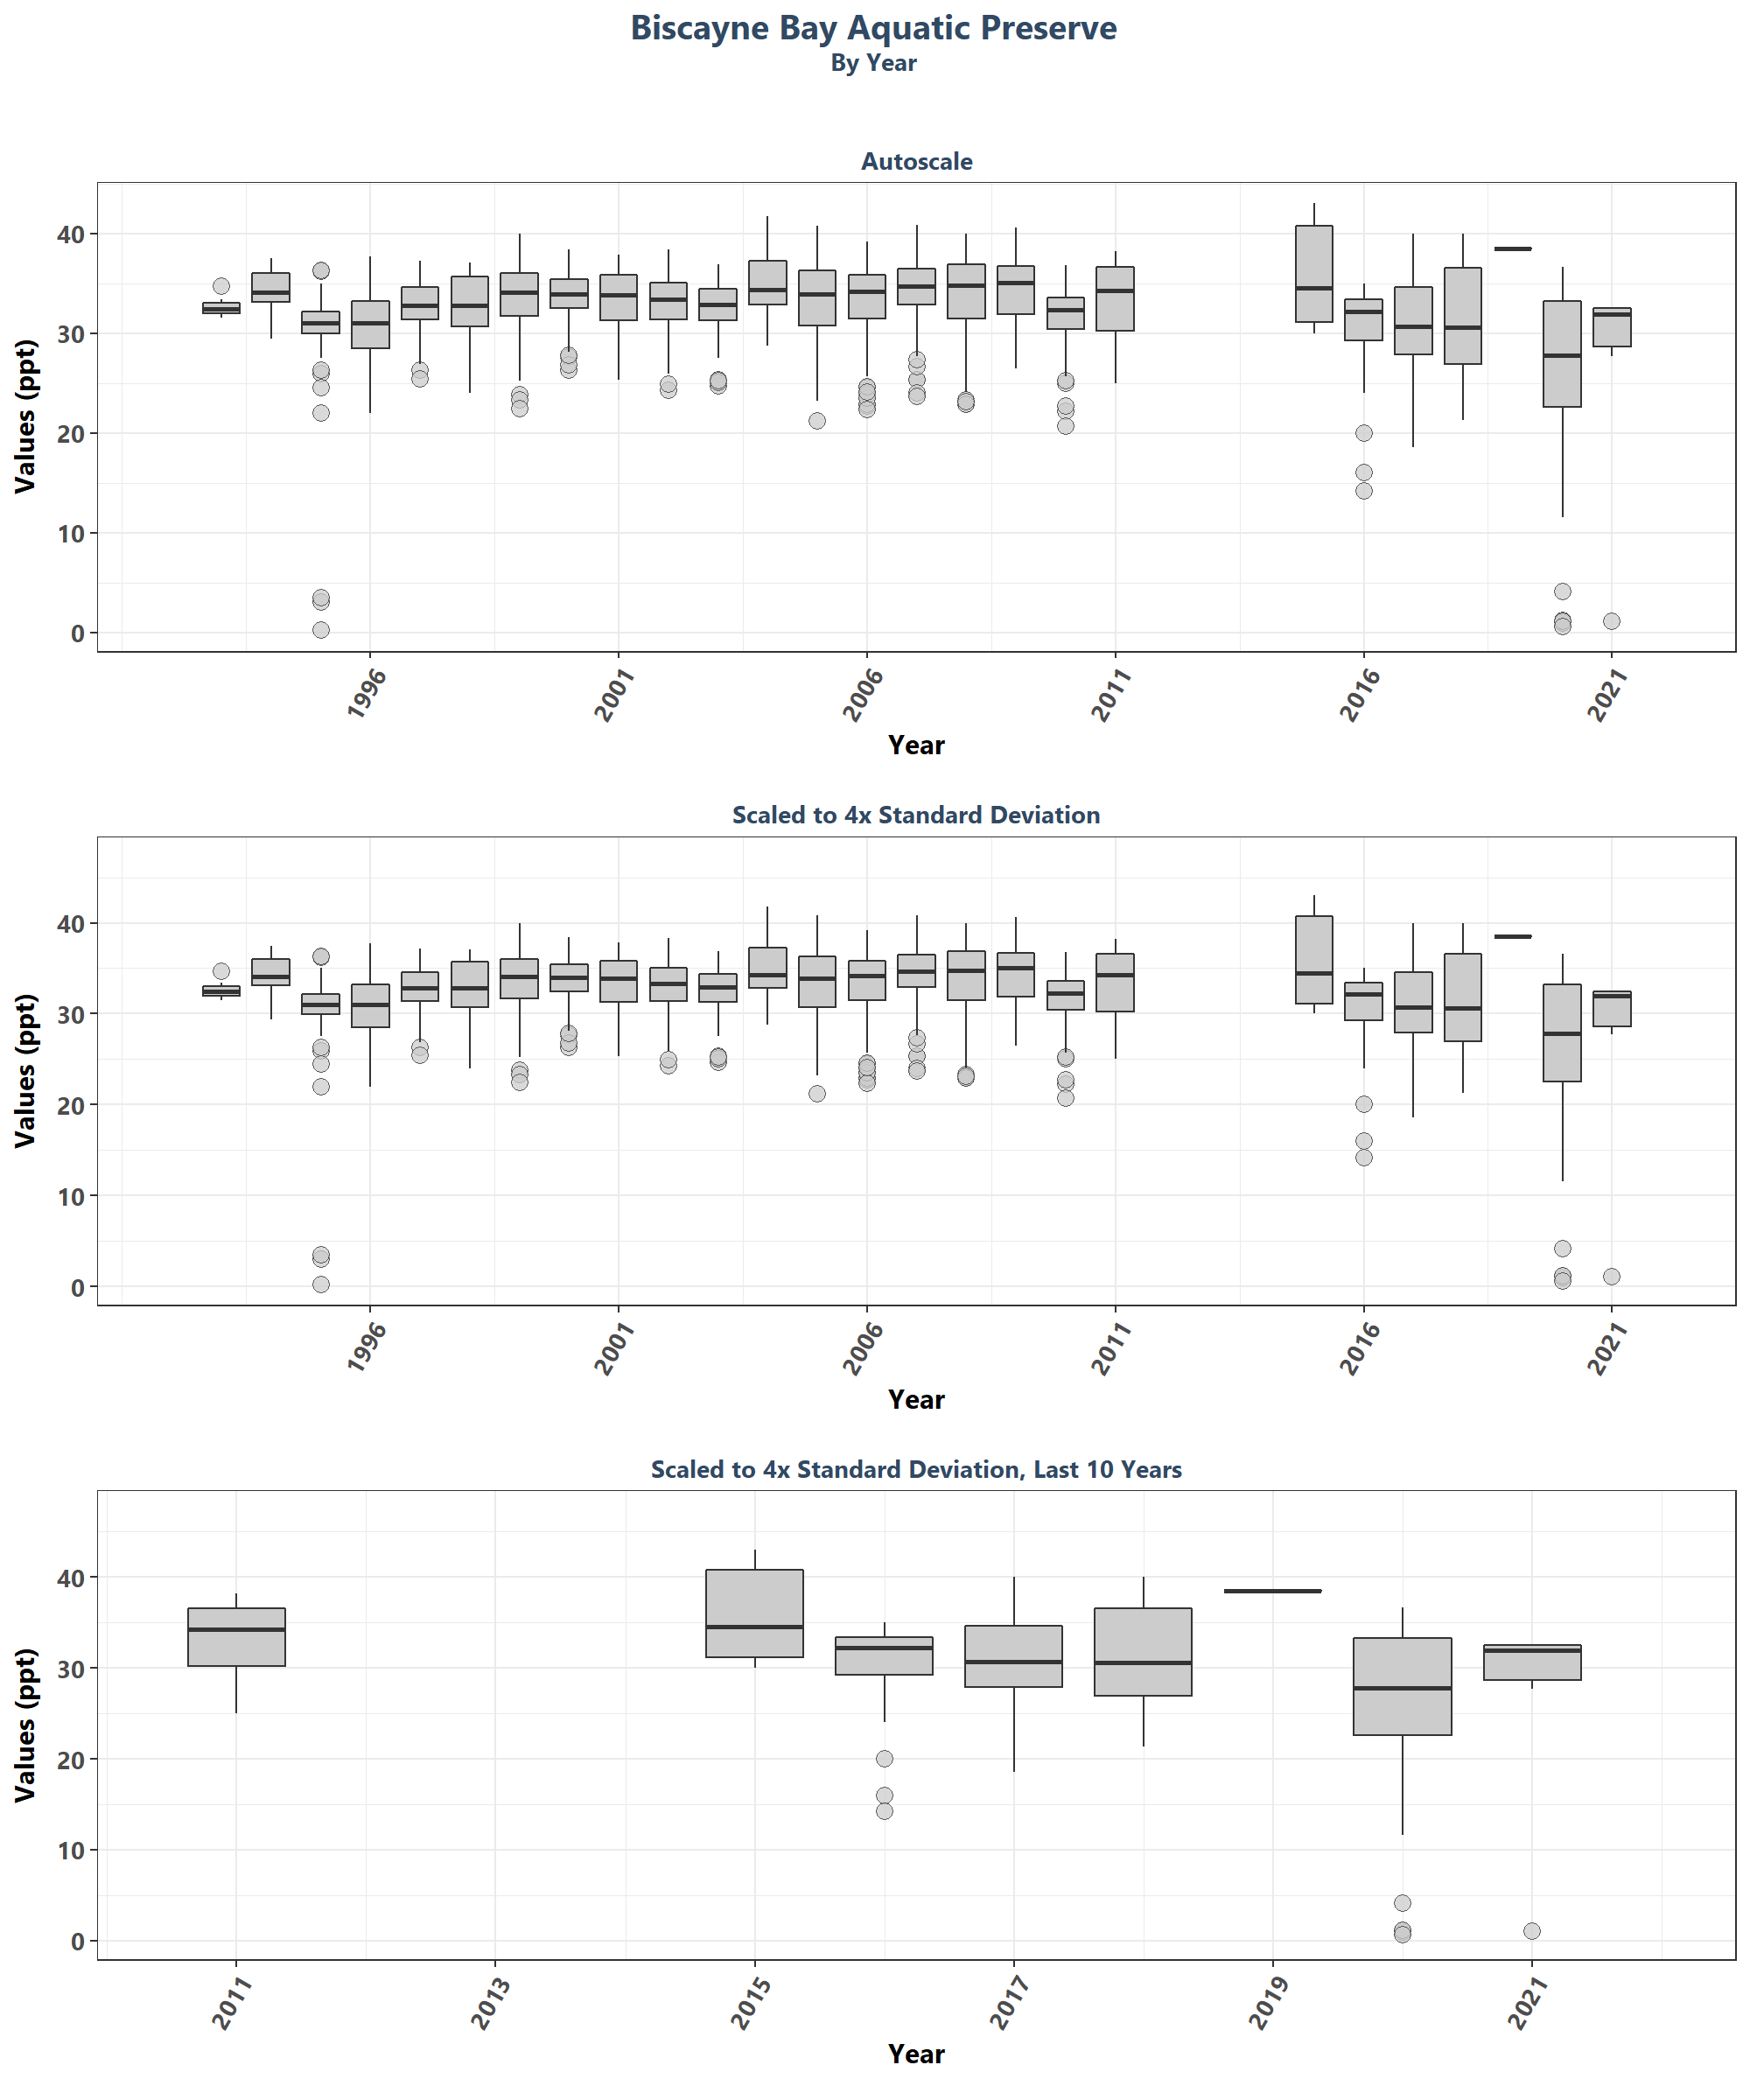 Biscayne Bay Aquatic Preserve
By Year
Autoscale
Values (ppt)
40
30
20
10
0
1996 2001 2006 2011 2016 2021
Year
Scaled to 4x Standard Deviation
Values (ppt)
40
30
20
10
0
1996 2001 2006 2011 2016 2021
Year
Scaled to 4x Standard Deviation, Last 10 Years
Values (ppt)
40
30
20
10
0
2011 2013 2015 2017 2019 2021
Year